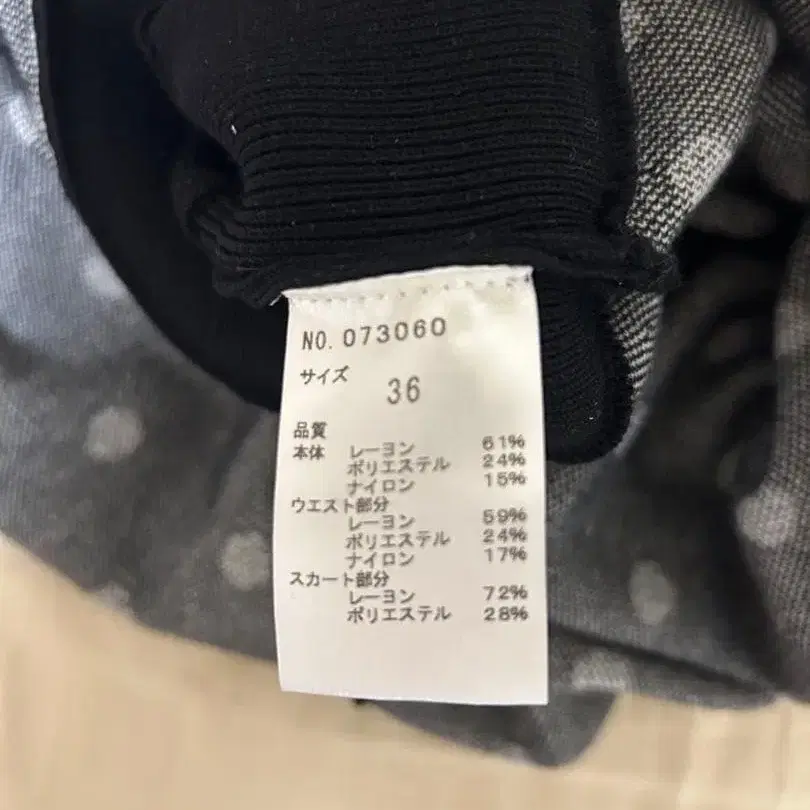 NO. 073060
サイズ
36
品質
本体 レーヨン 61%
ポリエステル 24%
ナイロン 15%
ウエスト部分
レーヨン 59%
ポリエステル 24%
ナイロン 17%
スカート部分
レーヨン 72%
ポリエステル 28%